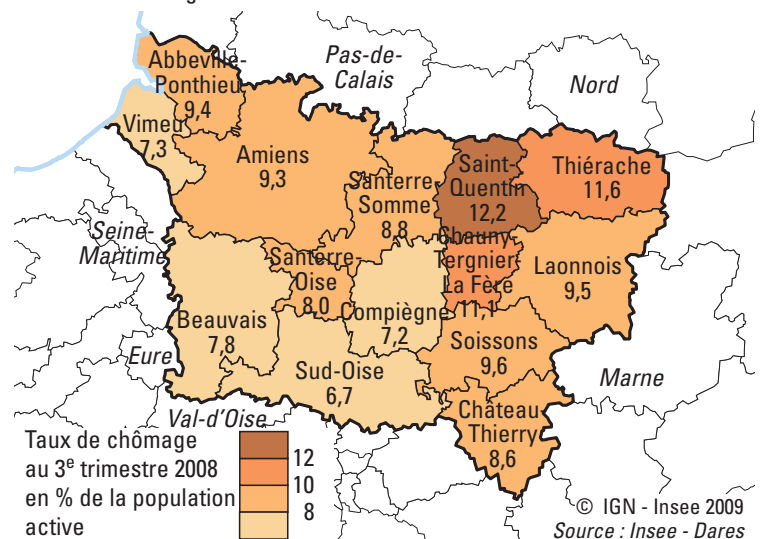 Abbeville-
Ponthieu
9,4
Pas-de-
Calais
Nord
Vimeu
7,3
Amiens
9,3
Santerre-
Somme
8,8
Saint-
Quentin
12,2
Thiérache
11,6
Seine-
Maritime
Santerre-
Oise
8,0
Chauny-
Tergnier-
La Fère
11,1
Laonnois
9,5
Beauvais
7,8
Compiègne
7,2
Soissons
9,6
Eure
Sud-Oise
6,7
Marne
Val-d'Oise
Château-
Thierry
8,6
Taux de chômage
au 3e trimestre 2008
en % de la population
active
12
10
8
© IGN - Insee 2009
Source : Insee - Dares